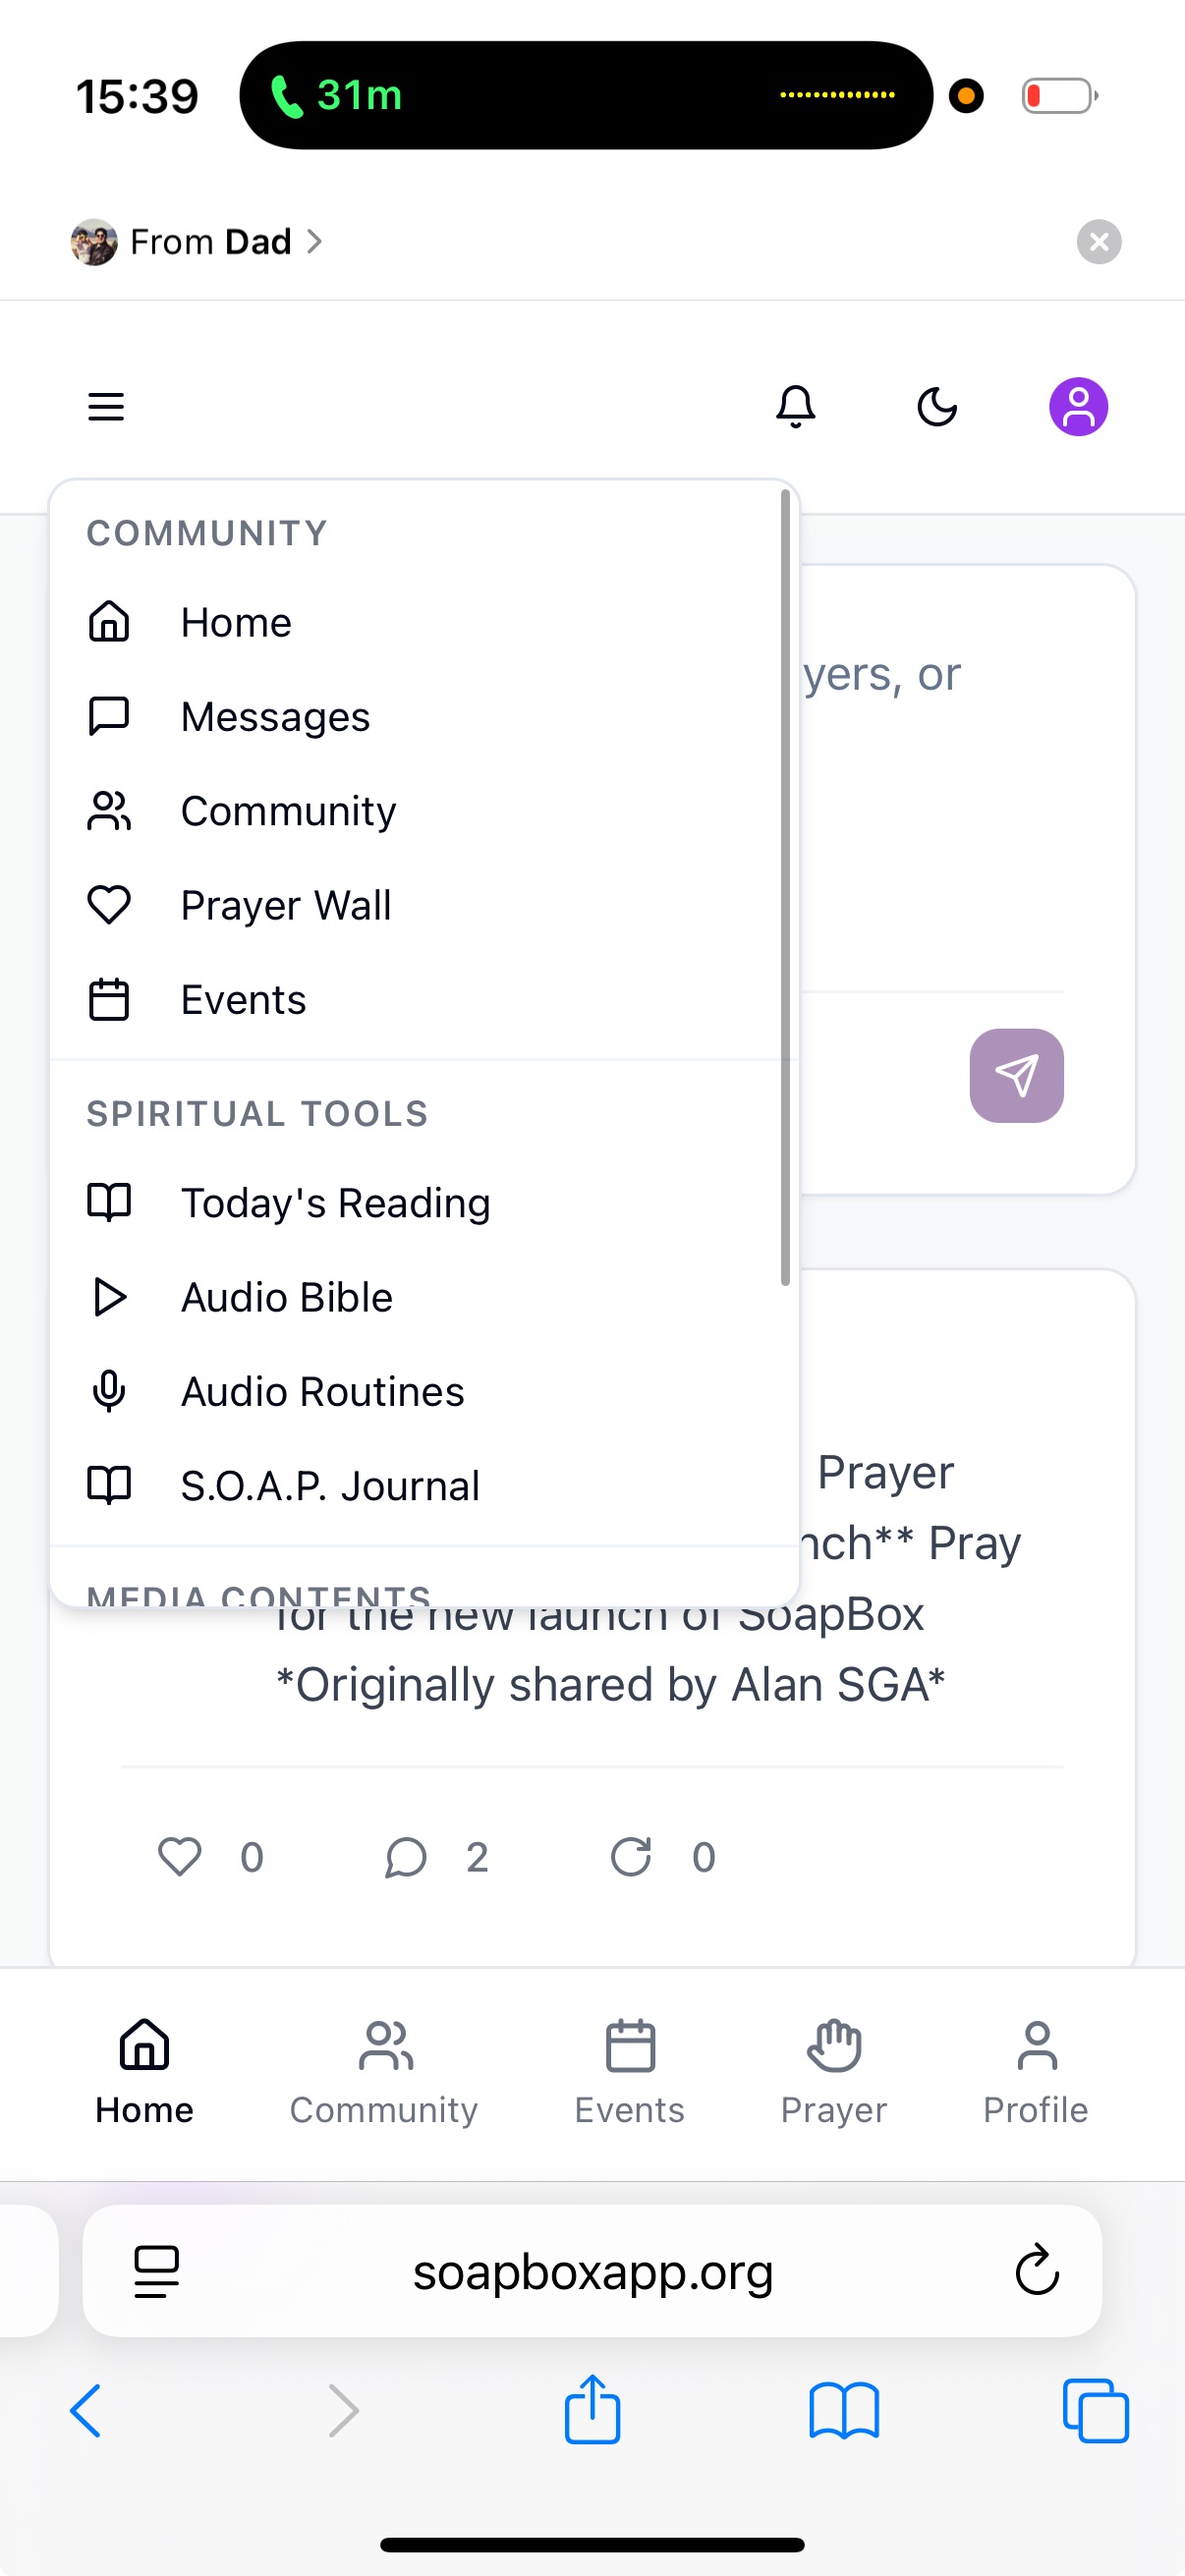 15:39
31m
From Dad
COMMUNITY
Home
Messages
Community
Prayer Wall
Events
SPIRITUAL TOOLS
Today's Reading
Audio Bible
Audio Routines
S.O.A.P. Journal
MEDIA CONTENTS
yers, or
Prayer
nch** Pray
for the new launch of SoapBox
*Originally shared by Alan SGA*
0
2
0
Home
Community
Events
Prayer
Profile
soapboxapp.org